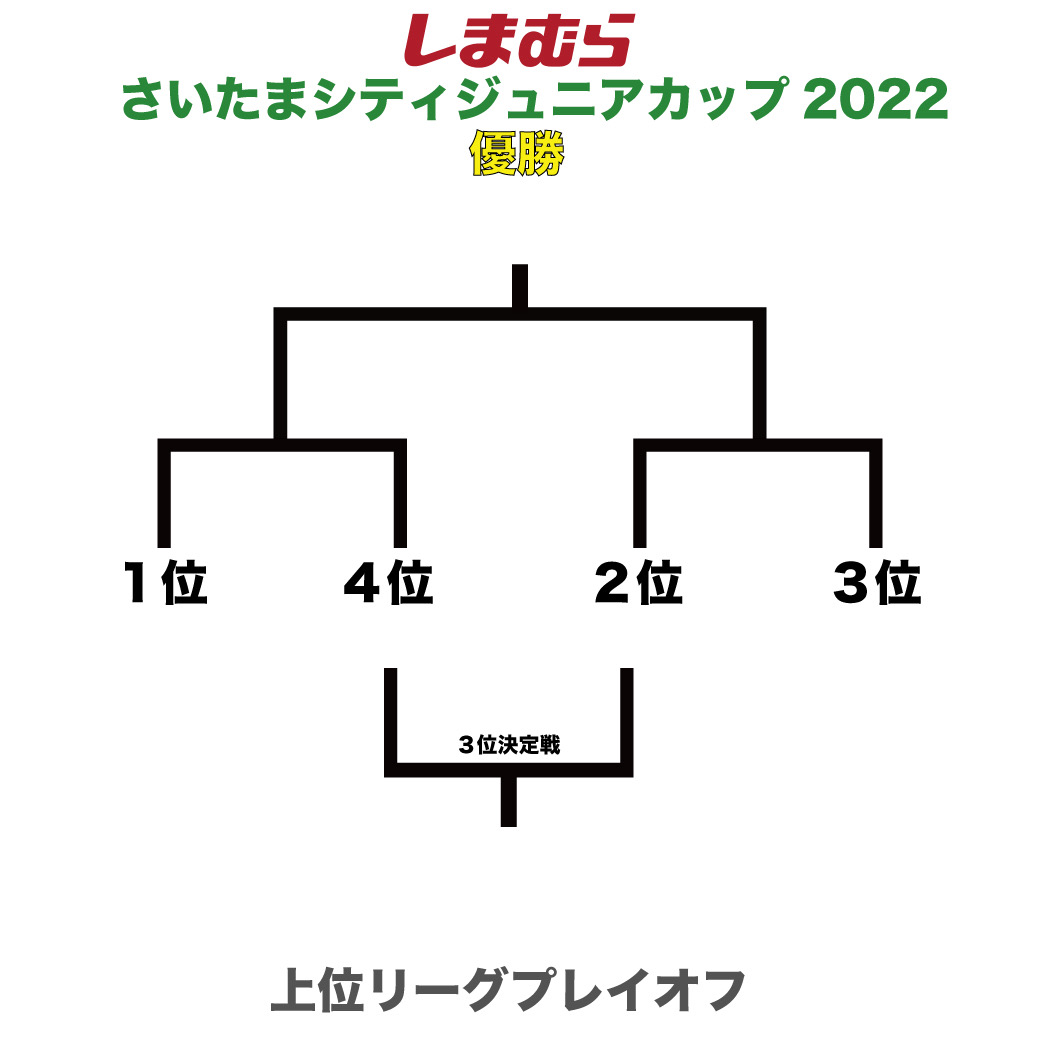 しまむら
さいたまシティジュニアカップ 2022
優勝
1位 4位 2位 3位
3位決定戦
上位リーグプレイオフ